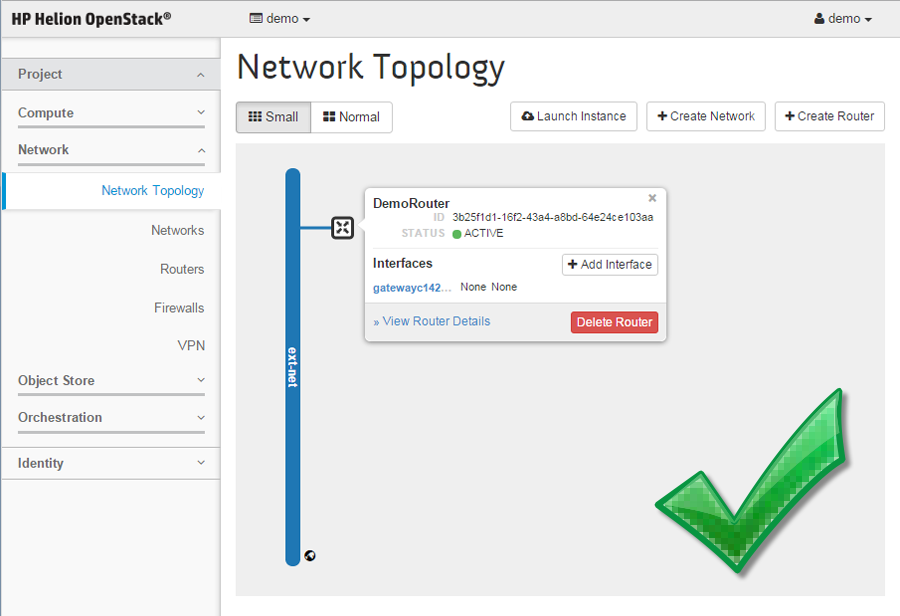 HP Helion OpenStack®
demo
demo
Project
Compute
Network
Network Topology
Networks
Routers
Firewalls
VPN
Object Store
Orchestration
Identity
Network Topology
Small
Normal
Launch Instance
Create Network
Create Router
ext-net
DemoRouter
ID 3b25f1d1-16f2-43a4-a8bd-64e24ce103aa
STATUS ACTIVE
Interfaces
Add Interface
gatewayc142... None None
» View Router Details
Delete Router